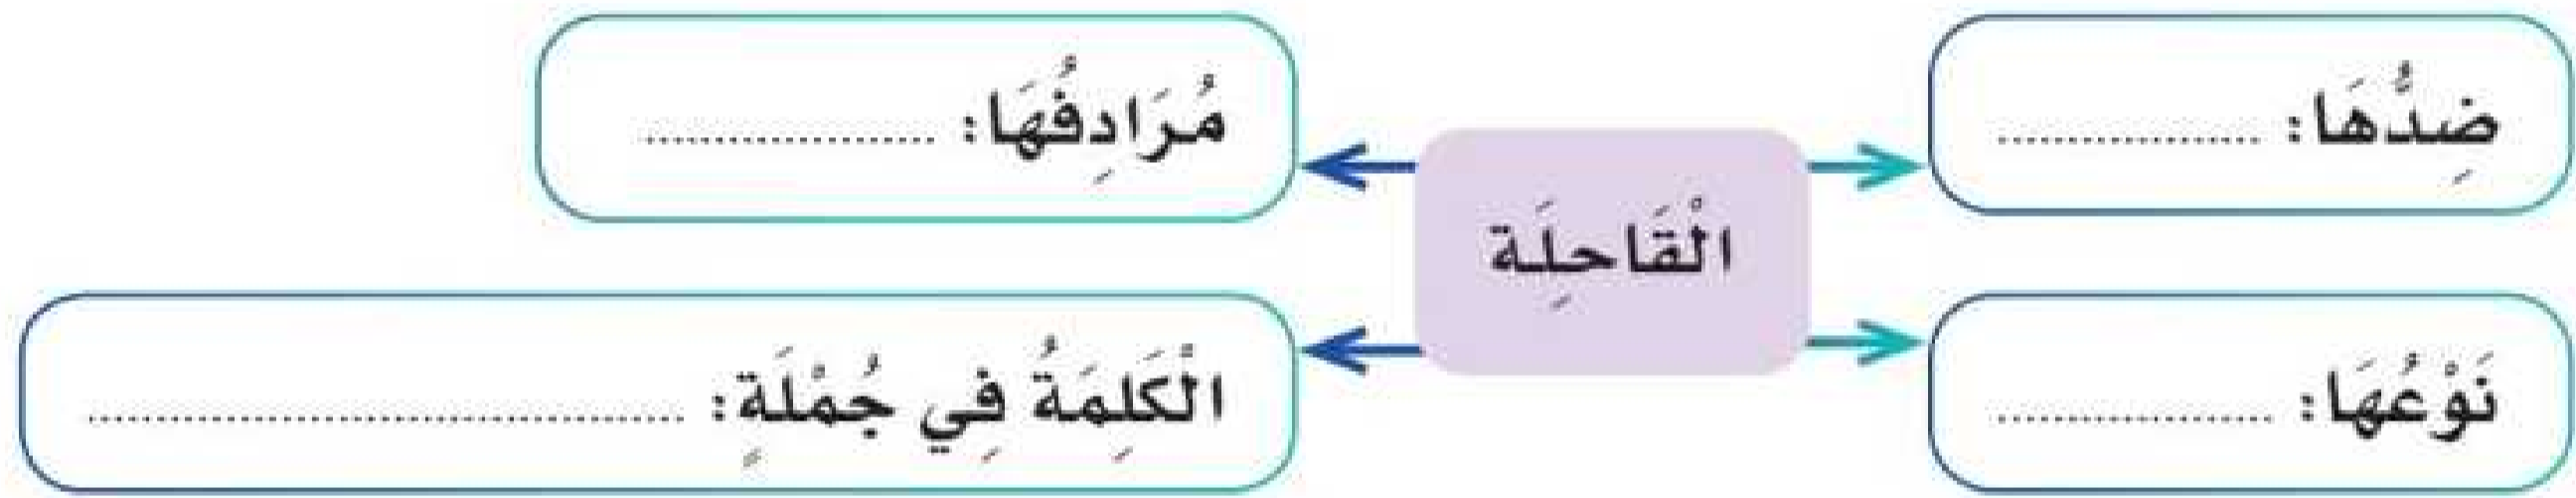 ضِدُّهَا: ....................
مُرَادِفُهَا: ....................
الْقَاحِلَة
نَوْعُهَا: ....................
الْكَلِمَةُ فِي جُمْلَةٍ: ........................................